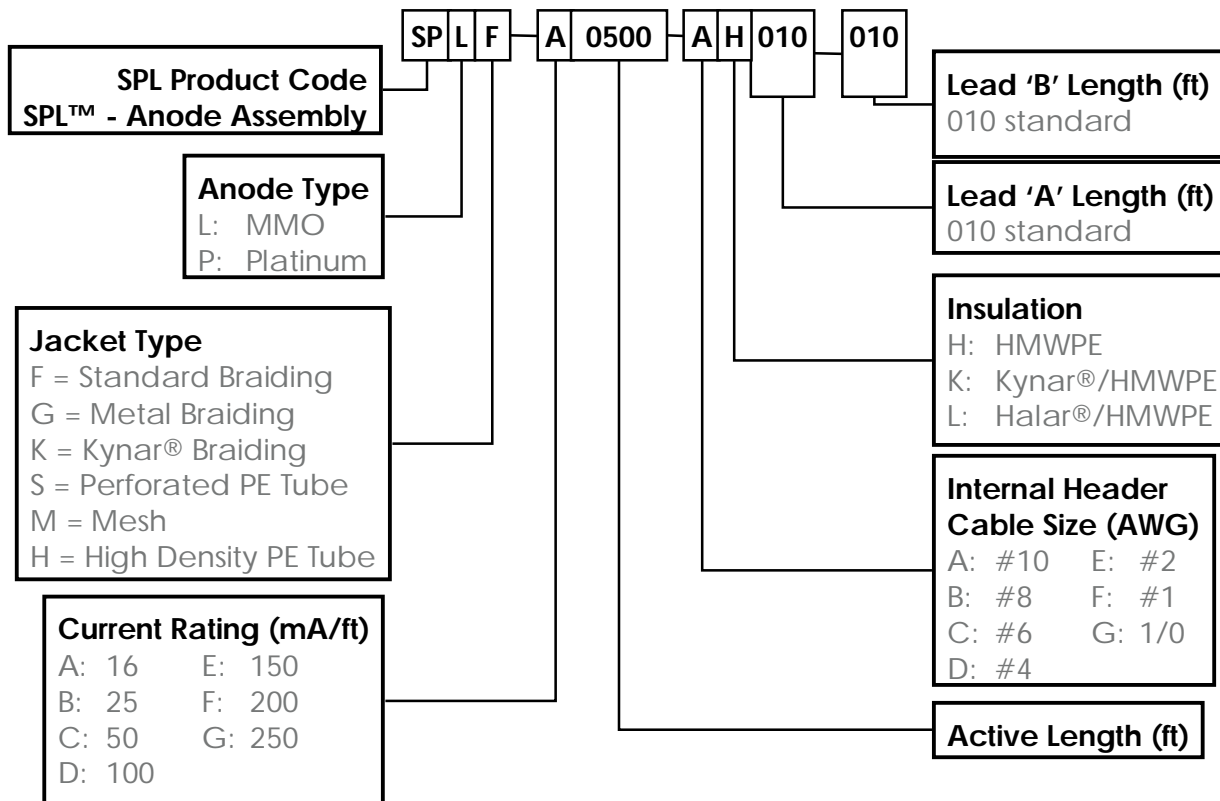 SP L F A 0500 A H 010 010
SPL Product Code
SPL™ - Anode Assembly
Anode Type
L: MMO
P: Platinum
Jacket Type
F = Standard Braiding
G = Metal Braiding
K = Kynar® Braiding
S = Perforated PE Tube
M = Mesh
H = High Density PE Tube
Current Rating (mA/ft)
A: 16 E: 150
B: 25 F: 200
C: 50 G: 250
D: 100
Lead ‘B’ Length (ft)
010 standard
Lead ‘A’ Length (ft)
010 standard
Insulation
H: HMWPE
K: Kynar®/HMWPE
L: Halar®/HMWPE
Internal Header
Cable Size (AWG)
A: #10 E: #2
B: #8 F: #1
C: #6 G: 1/0
D: #4
Active Length (ft)